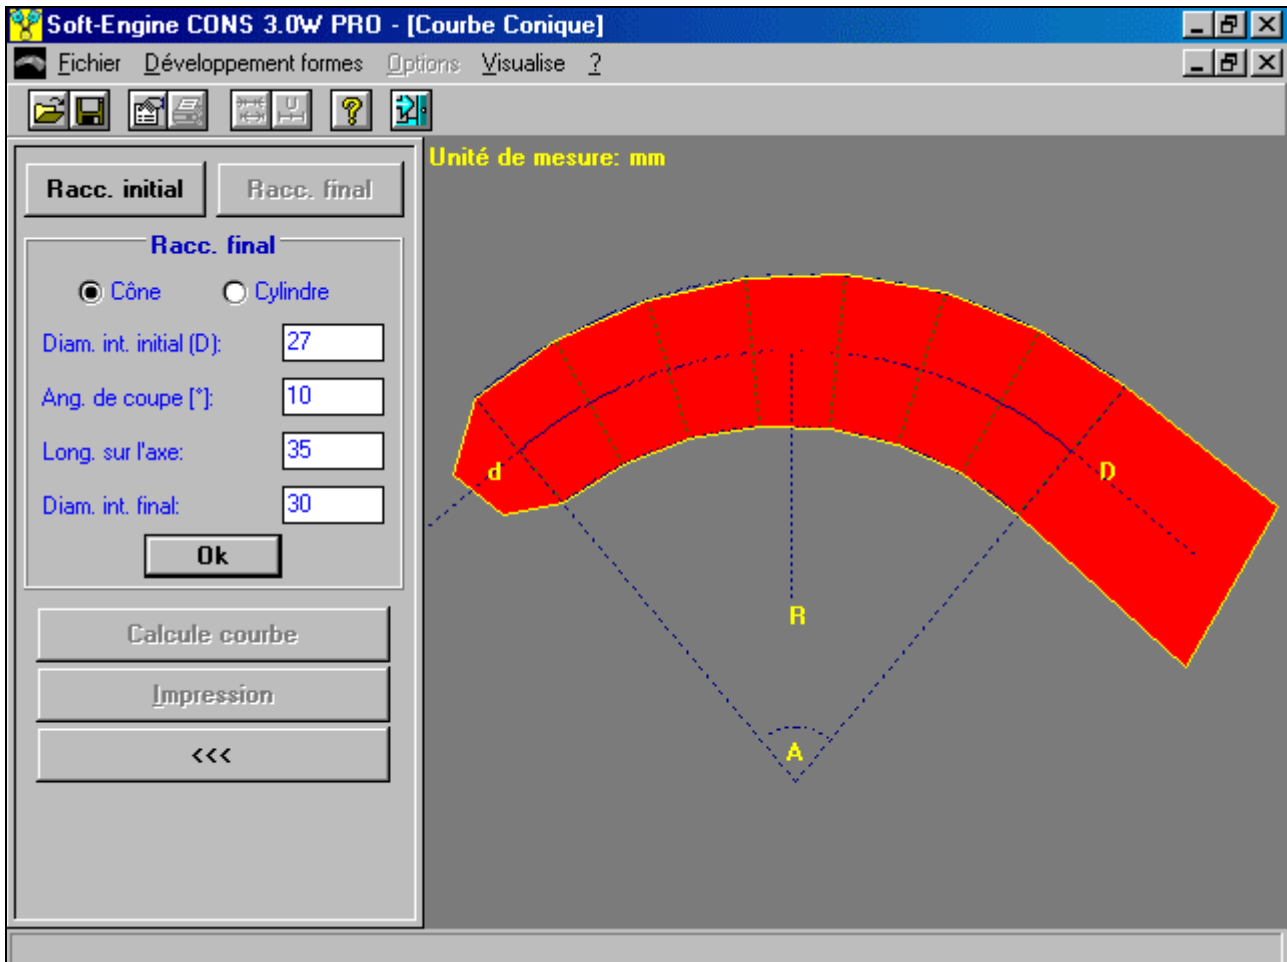 Soft-Engine CONS 3.0W PRO - [Courbe Conique]
Fichier Développement formes Options Visualise ?
Unité de mesure: mm
Racc. initial Racc. final
Racc. final
Cône Cylindre
Diam. int. initial (D): 27
Ang. de coupe [°]: 10
Long. sur l'axe: 35
Diam. int. final: 30
Ok
Calcule courbe
Impression
<<<
d
D
R
A